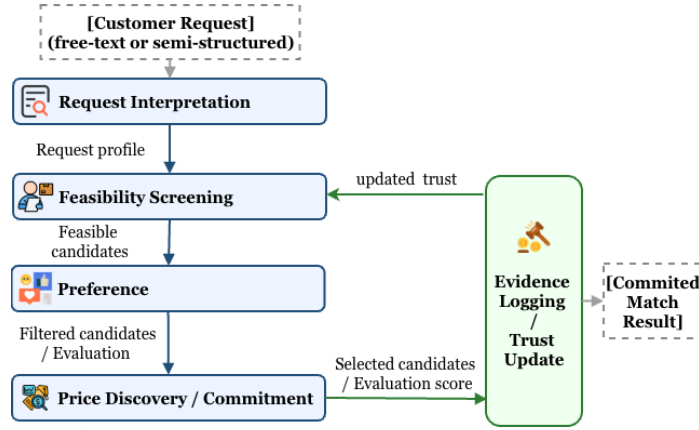 [Customer Request]
(free-text or semi-structured)
Request Interpretation
Request profile
Feasibility Screening
updated trust
Feasible
candidates
Preference
Filtered candidates
/ Evaluation
Price Discovery / Commitment
Selected candidates
/ Evaluation score
Evidence
Logging
/
Trust
Update
[Commited
Match
Result]